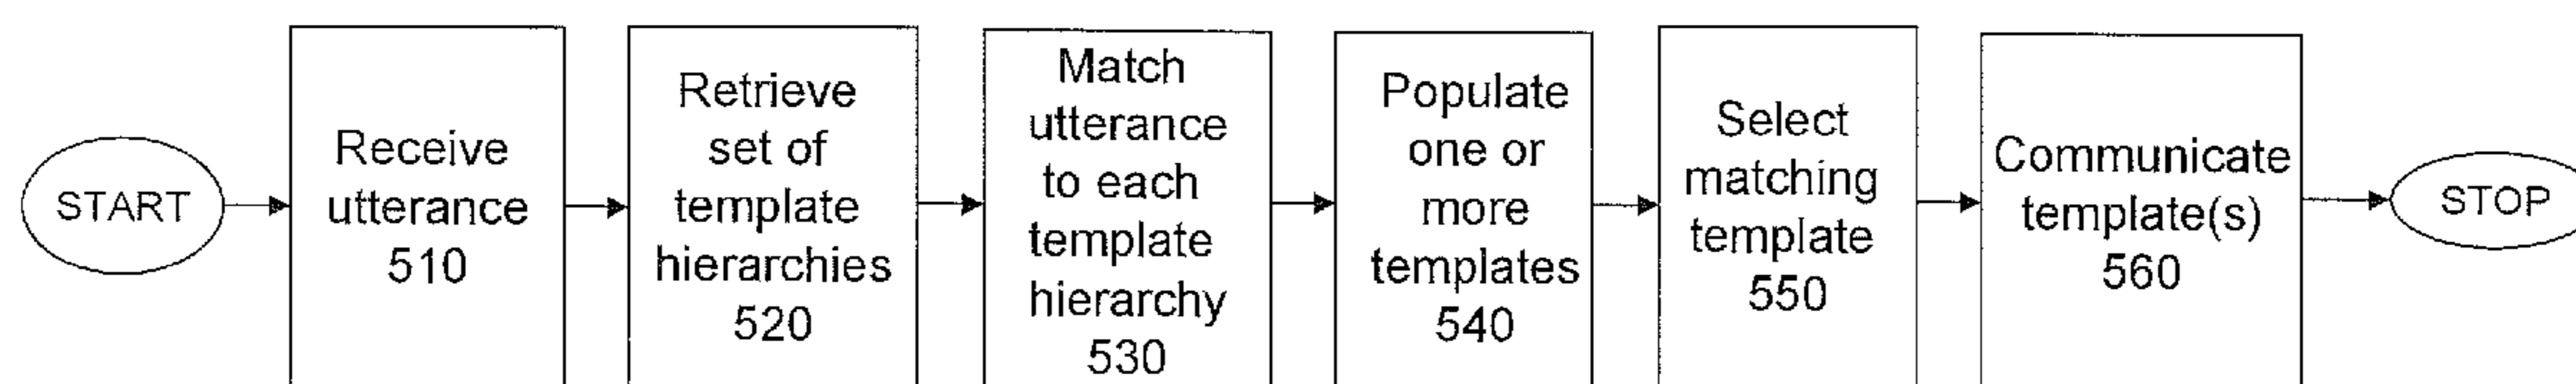 START
Receive
utterance
510
Retrieve
set of
template
hierarchies
520
Match
utterance
to each
template
hierarchy
530
Populate
one or
more
templates
540
Select
matching
template
550
Communicate
template(s)
560
STOP